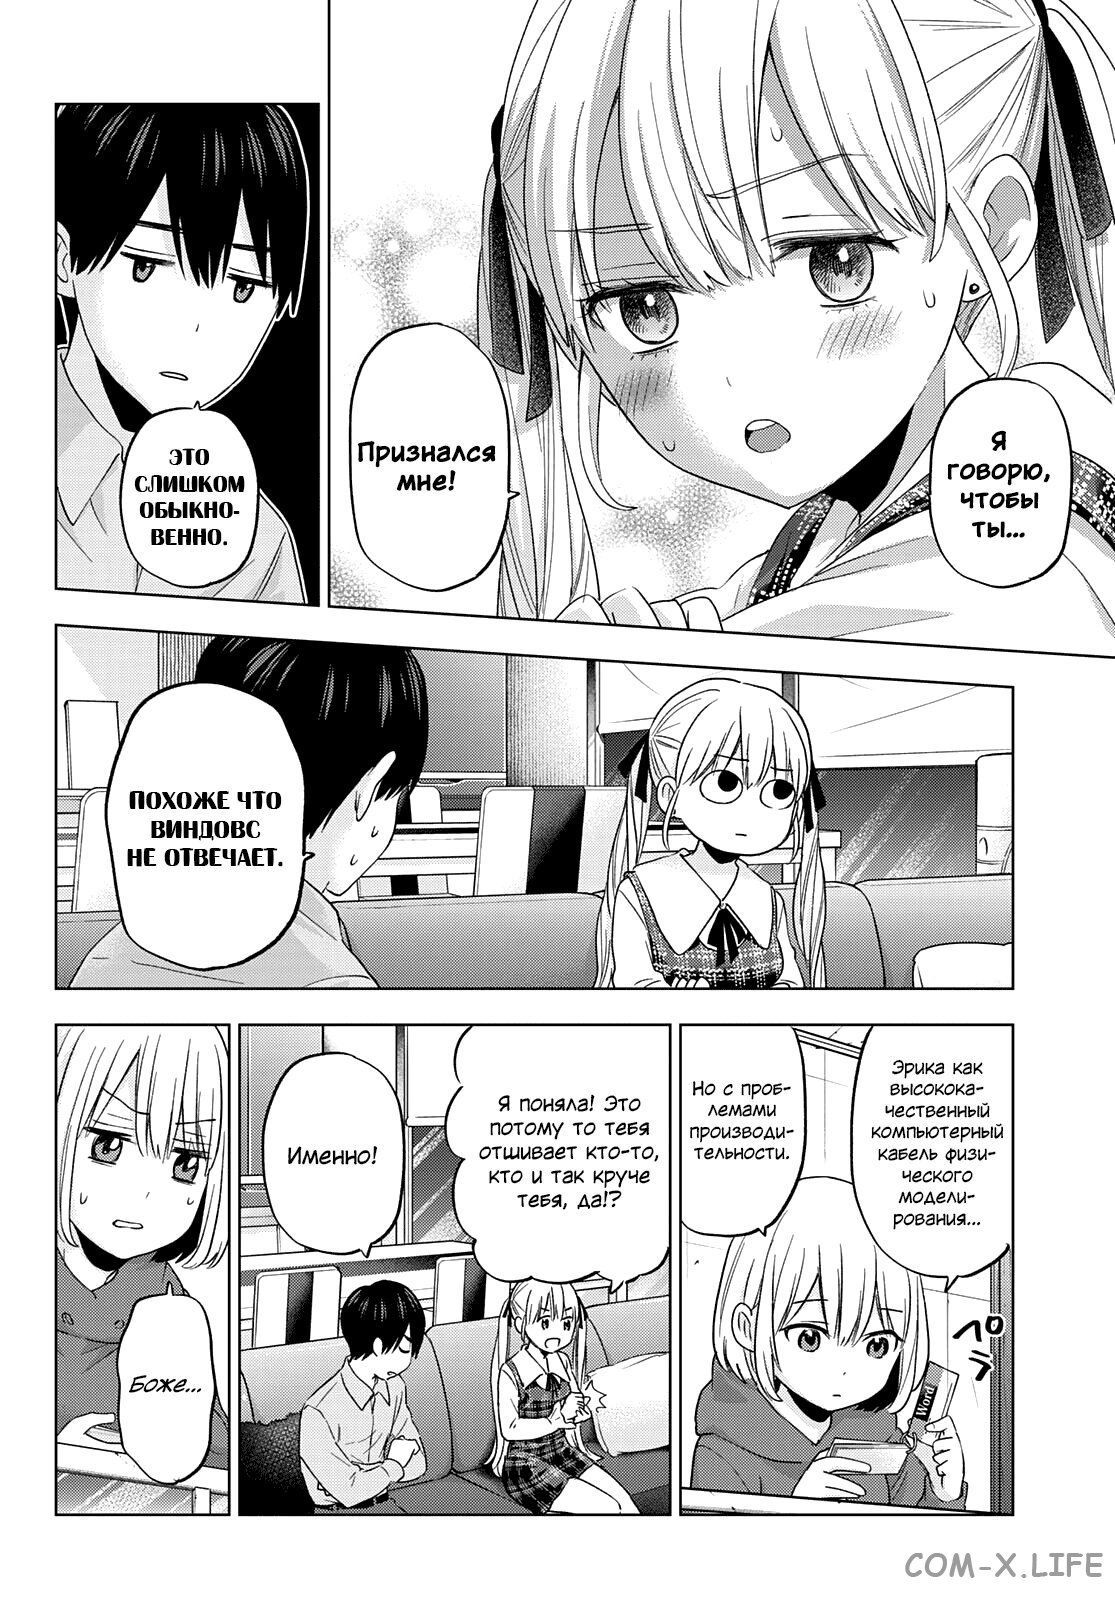 Я
ГОВОРЮ,
ЧТОБЫ
ТЫ...
ПРИЗНАЛСЯ
МНЕ!
ЭТО
СЛИШКОМ
ОБЫКНО-
ВЕННО.
ПОХОЖЕ ЧТО
ВИНДОВС
НЕ ОТВЕЧАЕТ.
ЭРИКА КАК
ВЫСОКОКА-
ЧЕСТВЕННЫЙ
КОМПЬЮТЕРНЫЙ
КАБЕЛЬ ФИЗИ-
ЧЕСКОГО
МОДЕЛИ-
РОВАНИЯ...
НО С ПРОБ-
ЛЕМАМИ
ПРОИЗВОДИ-
ТЕЛЬНОСТИ.
ペラ
Word
Я ПОНЯЛА! ЭТО
ПОТОМУ ТО ТЕБЯ
ОТШИВАЕТ КТО-ТО,
КТО И ТАК КРУЧЕ
ТЕБЯ, ДА!?
ИМЕННО!
БОЖЕ...
COM-X.LIFE